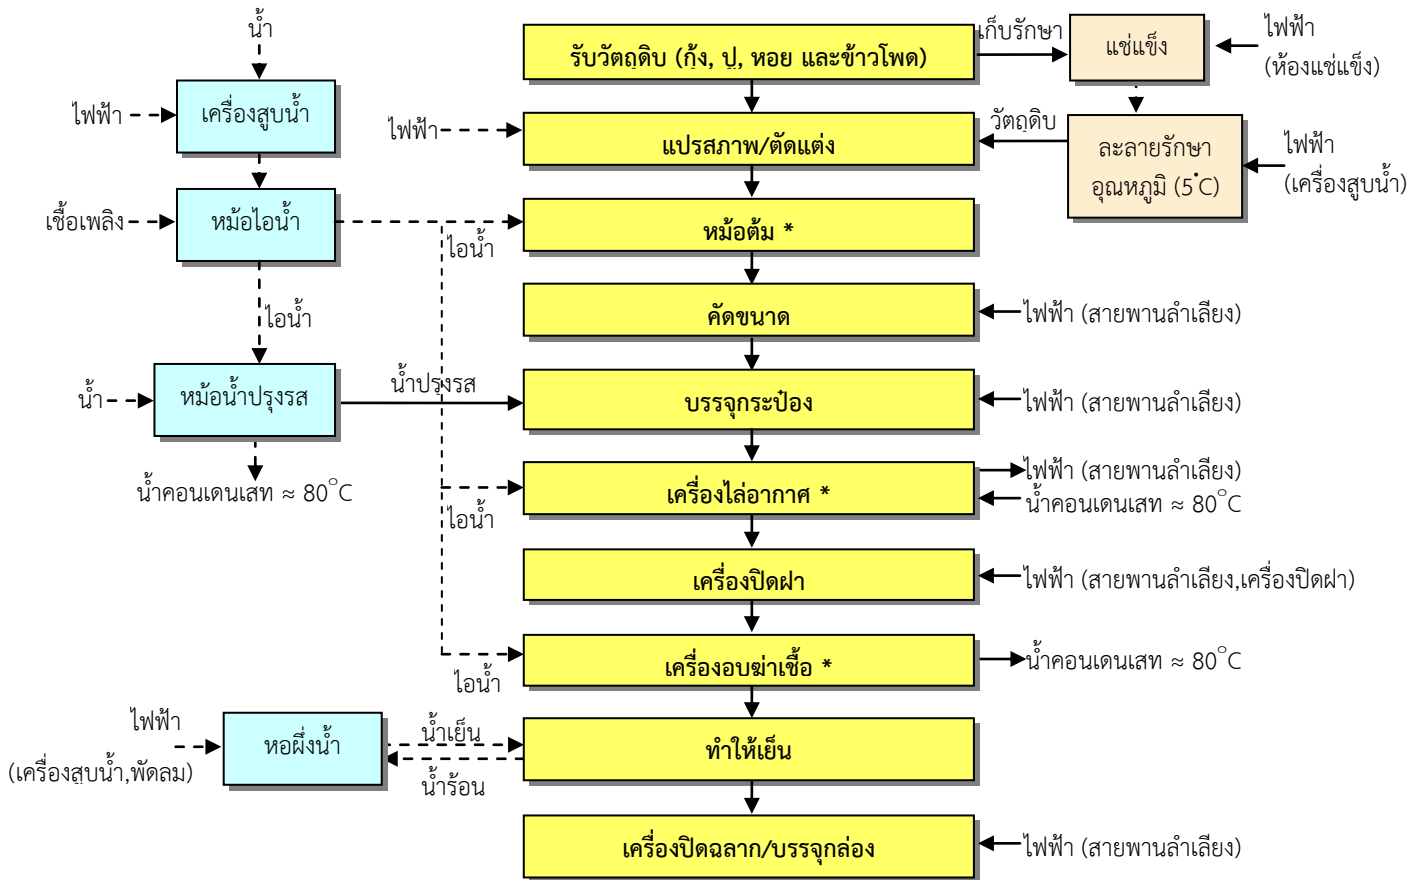 น้ำ
รับวัตถุดิบ (กุ้ง, ปู, หอย และข้าวโพด)
เก็บรักษา
แช่แข็ง
ไฟฟ้า
(ห้องแช่แข็ง)
ไฟฟ้า
เครื่องสูบน้ำ
ไฟฟ้า
แปรสภาพ/ตัดแต่ง
วัตถุดิบ
ละลายรักษา
อุณหภูมิ (5°C)
ไฟฟ้า
(เครื่องสูบน้ำ)
เชื้อเพลิง
หม้อไอน้ำ
ไอน้ำ
หม้อต้ม *
ไอน้ำ
คัดขนาด
ไฟฟ้า (สายพานลำเลียง)
น้ำ
หม้อน้ำปรุงรส
น้ำปรุงรส
บรรจุกระป๋อง
ไฟฟ้า (สายพานลำเลียง)
น้ำคอนเดนเสท ≈ 80°C
ไอน้ำ
เครื่องไล่อากาศ *
ไฟฟ้า (สายพานลำเลียง)
น้ำคอนเดนเสท ≈ 80°C
เครื่องปิดฝา
ไฟฟ้า (สายพานลำเลียง,เครื่องปิดฝา)
ไอน้ำ
เครื่องอบฆ่าเชื้อ *
น้ำคอนเดนเสท ≈ 80°C
ไฟฟ้า
(เครื่องสูบน้ำ,พัดลม)
หอผึ่งน้ำ
น้ำเย็น
น้ำร้อน
ทำให้เย็น
เครื่องปิดฉลาก/บรรจุกล่อง
ไฟฟ้า (สายพานลำเลียง)